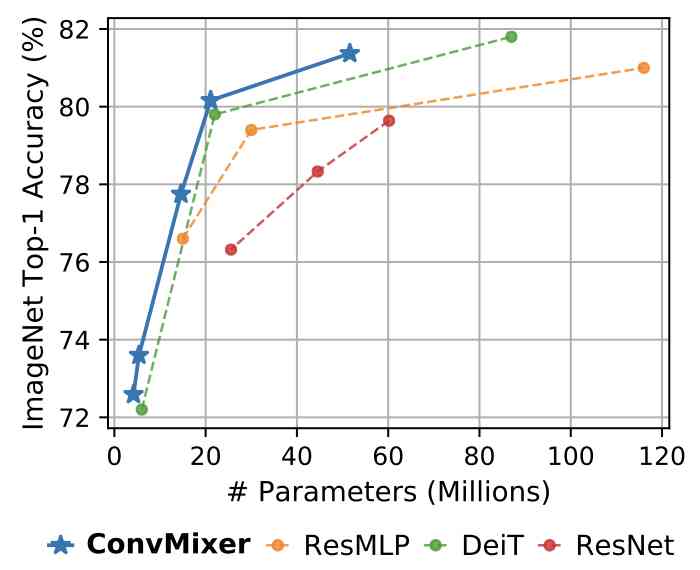 ImageNet Top-1 Accuracy (%)
82
80
78
76
74
72
0 20 40 60 80 100 120
# Parameters (Millions)
ConvMixer ResMLP DeiT ResNet